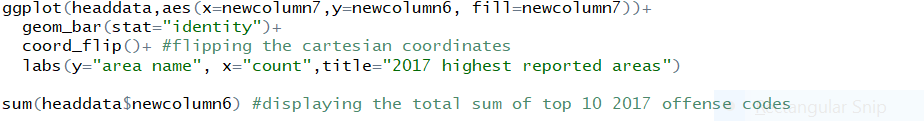 ggplot(headdata,aes(x=newcolumn7,y=newcolumn6, fill=newcolumn7))+
geom_bar(stat="identity")+
coord_flip()+ #flipping the cartesian coordinates
labs(y="area name", x="count",title="2017 highest reported areas")
sum(headdata$newcolumn6) #displaying the total sum of top 10 2017 offense codes
Rectangular Snip